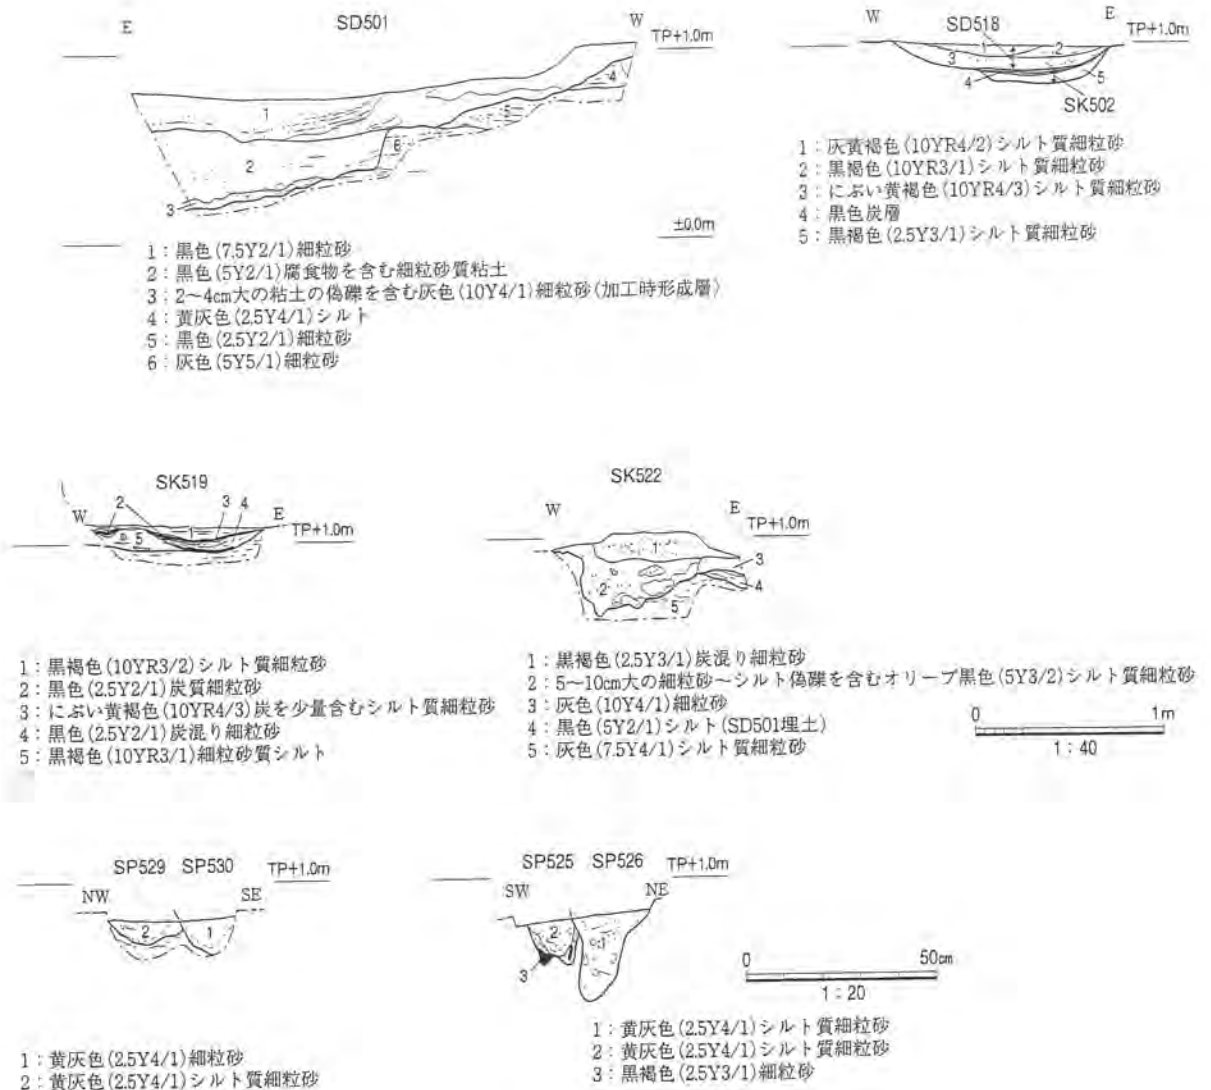 SD501
E
W
TP+1.0m
1
2
3
4
5
6
±0.0m
1：黒色(7.5Y2/1)細粒砂
2：黒色(5Y2/1)腐食物を含む細粒砂質粘土
3：2～4cm大の粘土の偽礫を含む灰色(10Y4/1)細粒砂(加工時形成層)
4：黄灰色(2.5Y4/1)シルト
5：黒色(2.5Y2/1)細粒砂
6：灰色(5Y5/1)細粒砂
W
SD518
E
TP+1.0m
1
2
3
4
5
SK502
1：灰黄褐色(10YR4/2)シルト質細粒砂
2：黒褐色(10YR3/1)シルト質細粒砂
3：にぶい黄褐色(10YR4/3)シルト質細粒砂
4：黒色炭層
5：黒褐色(2.5Y3/1)シルト質細粒砂
SK519
2
3 4
W
E
TP+1.0m
5
1
1：黒褐色(10YR3/2)シルト質細粒砂
2：黒色(2.5Y2/1)炭質細粒砂
3：にぶい黄褐色(10YR4/3)炭を少量含むシルト質細粒砂
4：黒色(2.5Y2/1)炭混り細粒砂
5：黒褐色(10YR3/1)細粒砂質シルト
SK522
W
E
TP+1.0m
1
2
3
4
5
1：黒褐色(2.5Y3/1)炭混り細粒砂
2：5～10cm大の細粒砂～シルト偽礫を含むオリーブ黒色(5Y3/2)シルト質細粒砂
3：灰色(10Y4/1)細粒砂
4：黒色(5Y2/1)シルト(SD501埋土)
5：灰色(7.5Y4/1)シルト質細粒砂
0 1m
1：40
SP529 SP530
TP+1.0m
NW
SE
2
1
1：黄灰色(2.5Y4/1)細粒砂
2：黄灰色(2.5Y4/1)シルト質細粒砂
SP525 SP526
TP+1.0m
SW
NE
2
1
3
0 50cm
1：20
1：黄灰色(2.5Y4/1)シルト質細粒砂
2：黄灰色(2.5Y4/1)シルト質細粒砂
3：黒褐色(2.5Y3/1)細粒砂